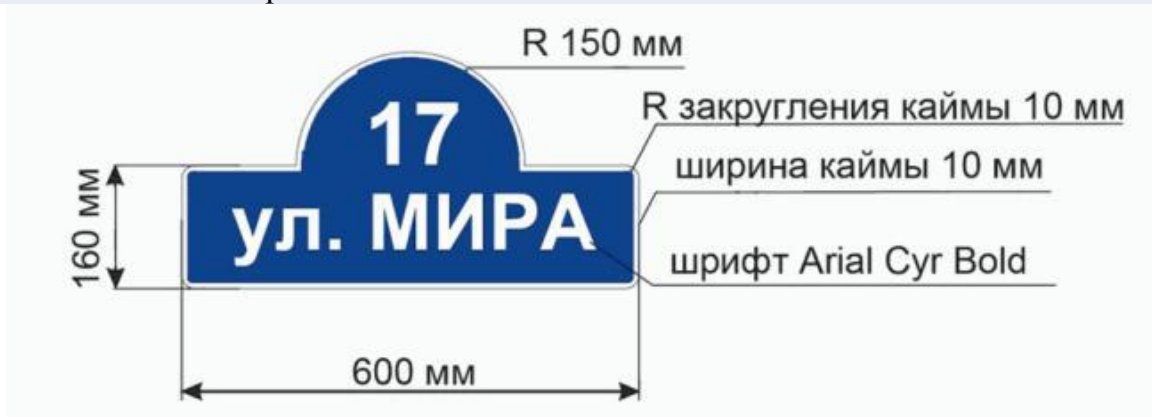 R 150 мм
R закругления каймы 10 мм
17
ширина каймы 10 мм
160 мм
ул. МИРА
шрифт Arial Cyr Bold
600 мм